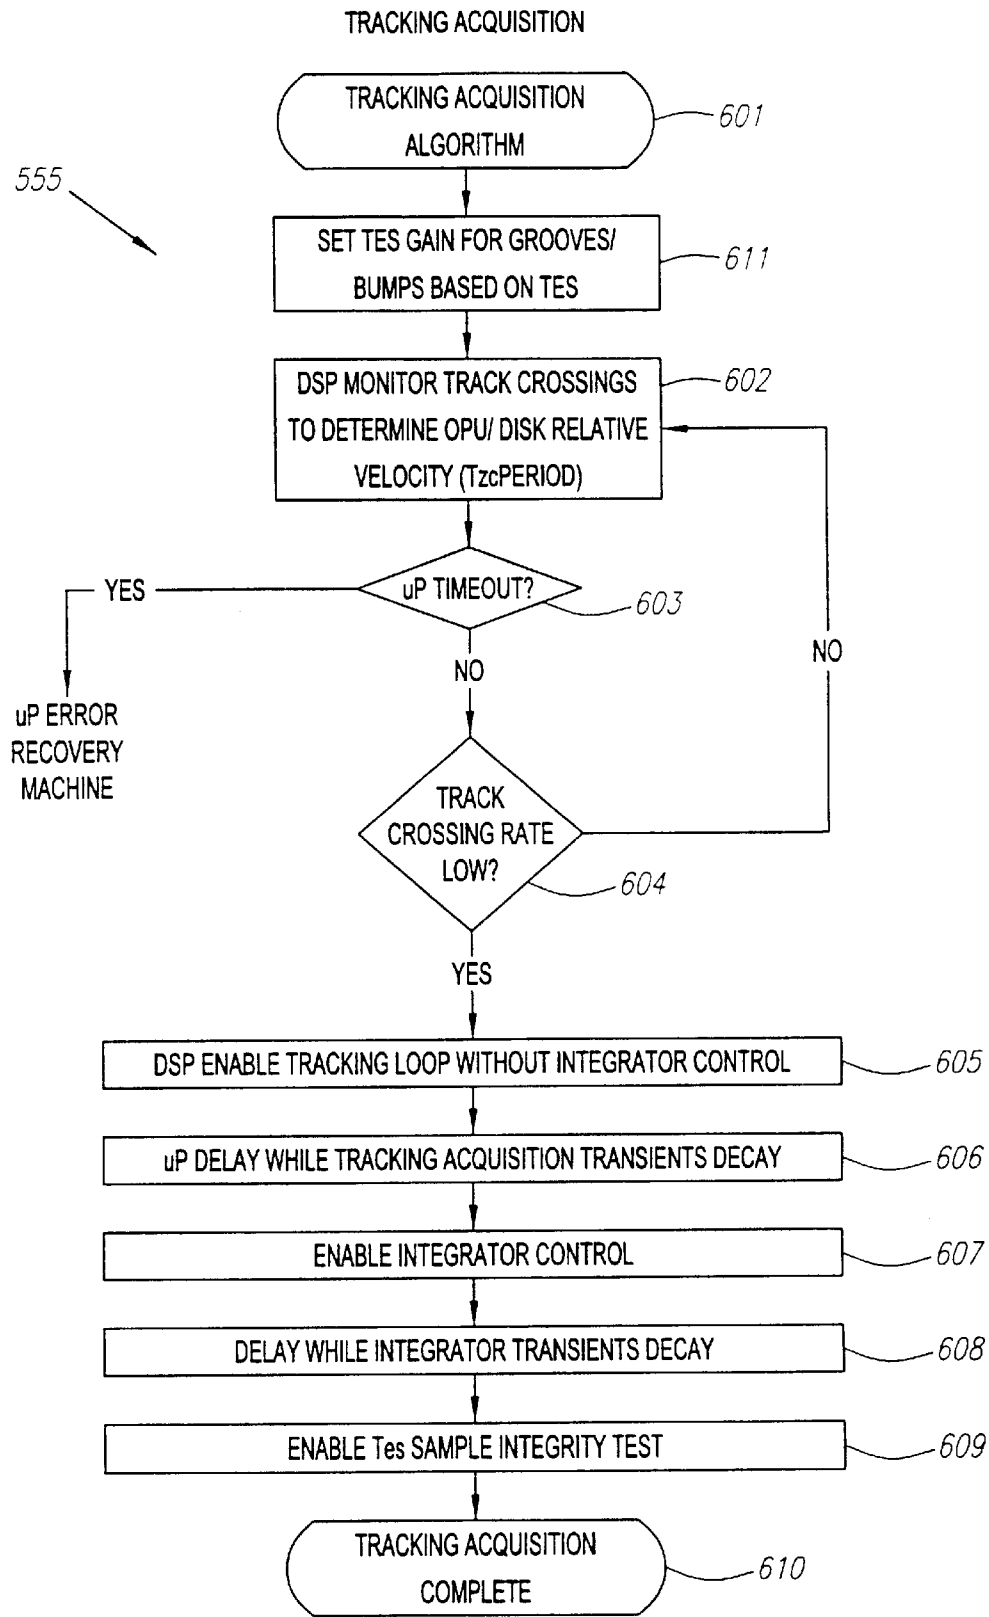 TRACKING ACQUISITION
TRACKING ACQUISITION
ALGORITHM
601
555
SET TES GAIN FOR GROOVES/
BUMPS BASED ON TES
611
DSP MONITOR TRACK CROSSINGS
TO DETERMINE OPU/ DISK RELATIVE
VELOCITY (TzcPERIOD)
602
uP TIMEOUT?
603
YES
NO
NO
uP ERROR
RECOVERY
MACHINE
TRACK
CROSSING RATE
LOW?
604
YES
DSP ENABLE TRACKING LOOP WITHOUT INTEGRATOR CONTROL
605
uP DELAY WHILE TRACKING ACQUISITION TRANSIENTS DECAY
606
ENABLE INTEGRATOR CONTROL
607
DELAY WHILE INTEGRATOR TRANSIENTS DECAY
608
ENABLE Tes SAMPLE INTEGRITY TEST
609
TRACKING ACQUISITION
COMPLETE
610